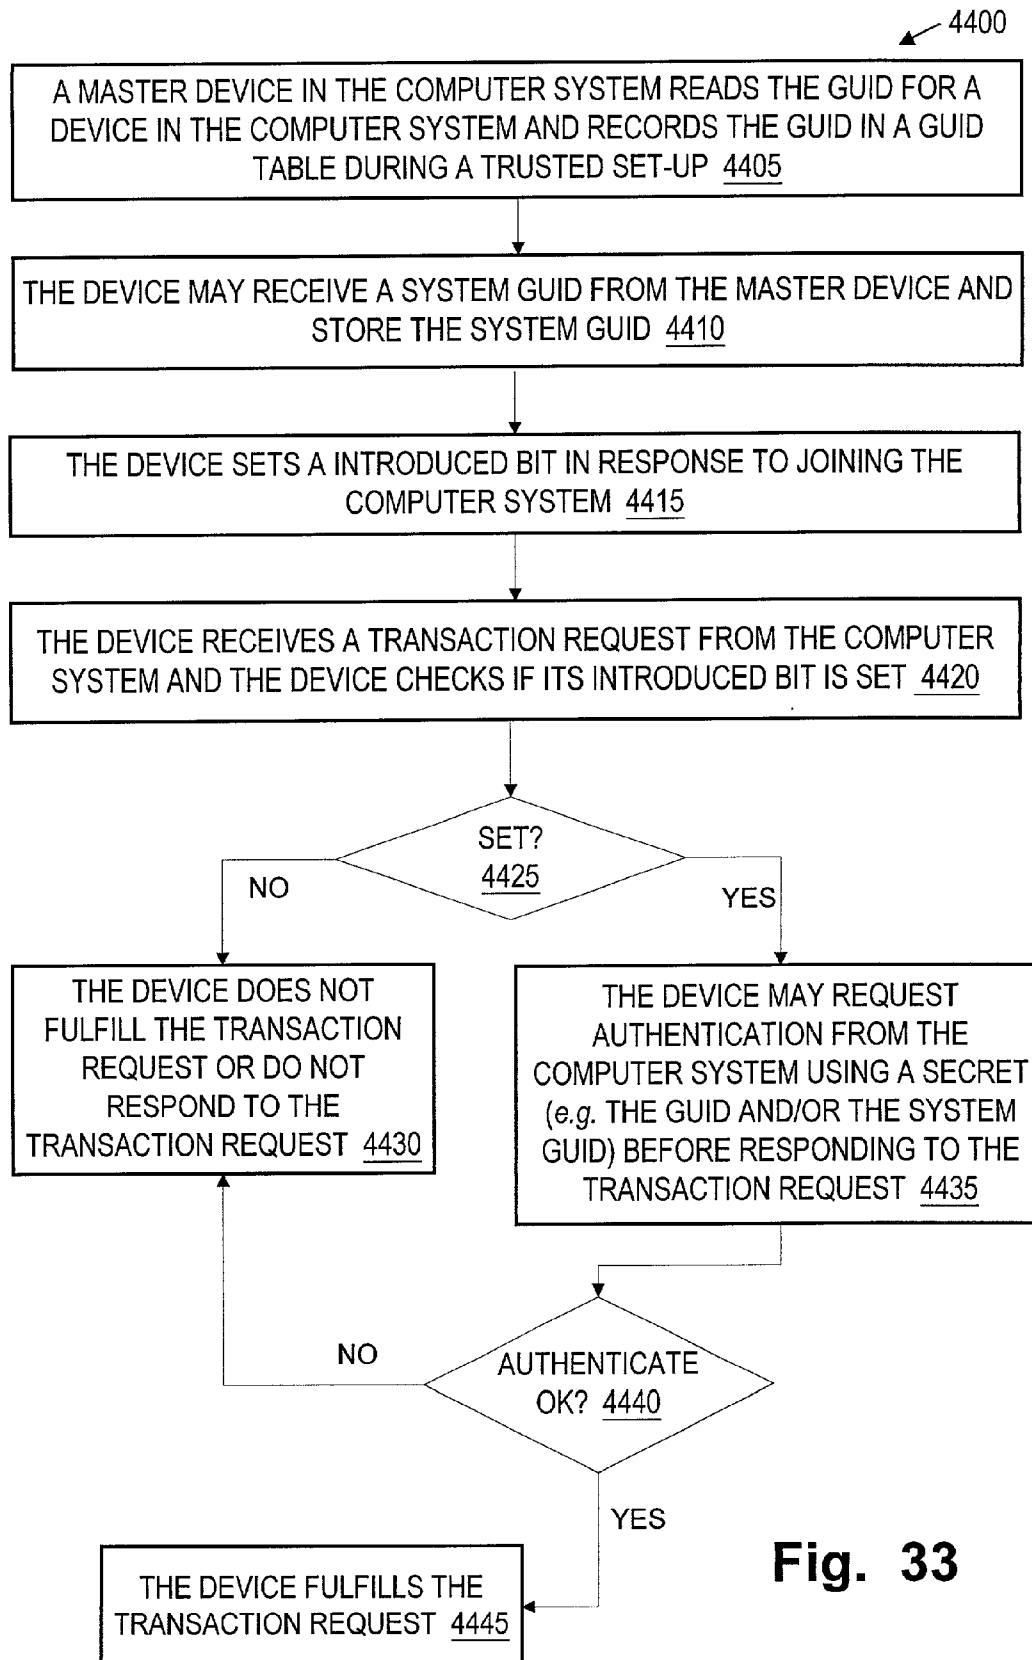 4400
A MASTER DEVICE IN THE COMPUTER SYSTEM READS THE GUID FOR A
DEVICE IN THE COMPUTER SYSTEM AND RECORDS THE GUID IN A GUID
TABLE DURING A TRUSTED SET-UP 4405
THE DEVICE MAY RECEIVE A SYSTEM GUID FROM THE MASTER DEVICE AND
STORE THE SYSTEM GUID 4410
THE DEVICE SETS A INTRODUCED BIT IN RESPONSE TO JOINING THE
COMPUTER SYSTEM 4415
THE DEVICE RECEIVES A TRANSACTION REQUEST FROM THE COMPUTER
SYSTEM AND THE DEVICE CHECKS IF ITS INTRODUCED BIT IS SET 4420
SET?
4425
NO
YES
THE DEVICE DOES NOT
FULFILL THE TRANSACTION
REQUEST OR DO NOT
RESPOND TO THE
TRANSACTION REQUEST 4430
THE DEVICE MAY REQUEST
AUTHENTICATION FROM THE
COMPUTER SYSTEM USING A SECRET
(e.g. THE GUID AND/OR THE SYSTEM
GUID) BEFORE RESPONDING TO THE
TRANSACTION REQUEST 4435
NO
AUTHENTICATE
OK? 4440
YES
THE DEVICE FULFILLS THE
TRANSACTION REQUEST 4445
Fig. 33